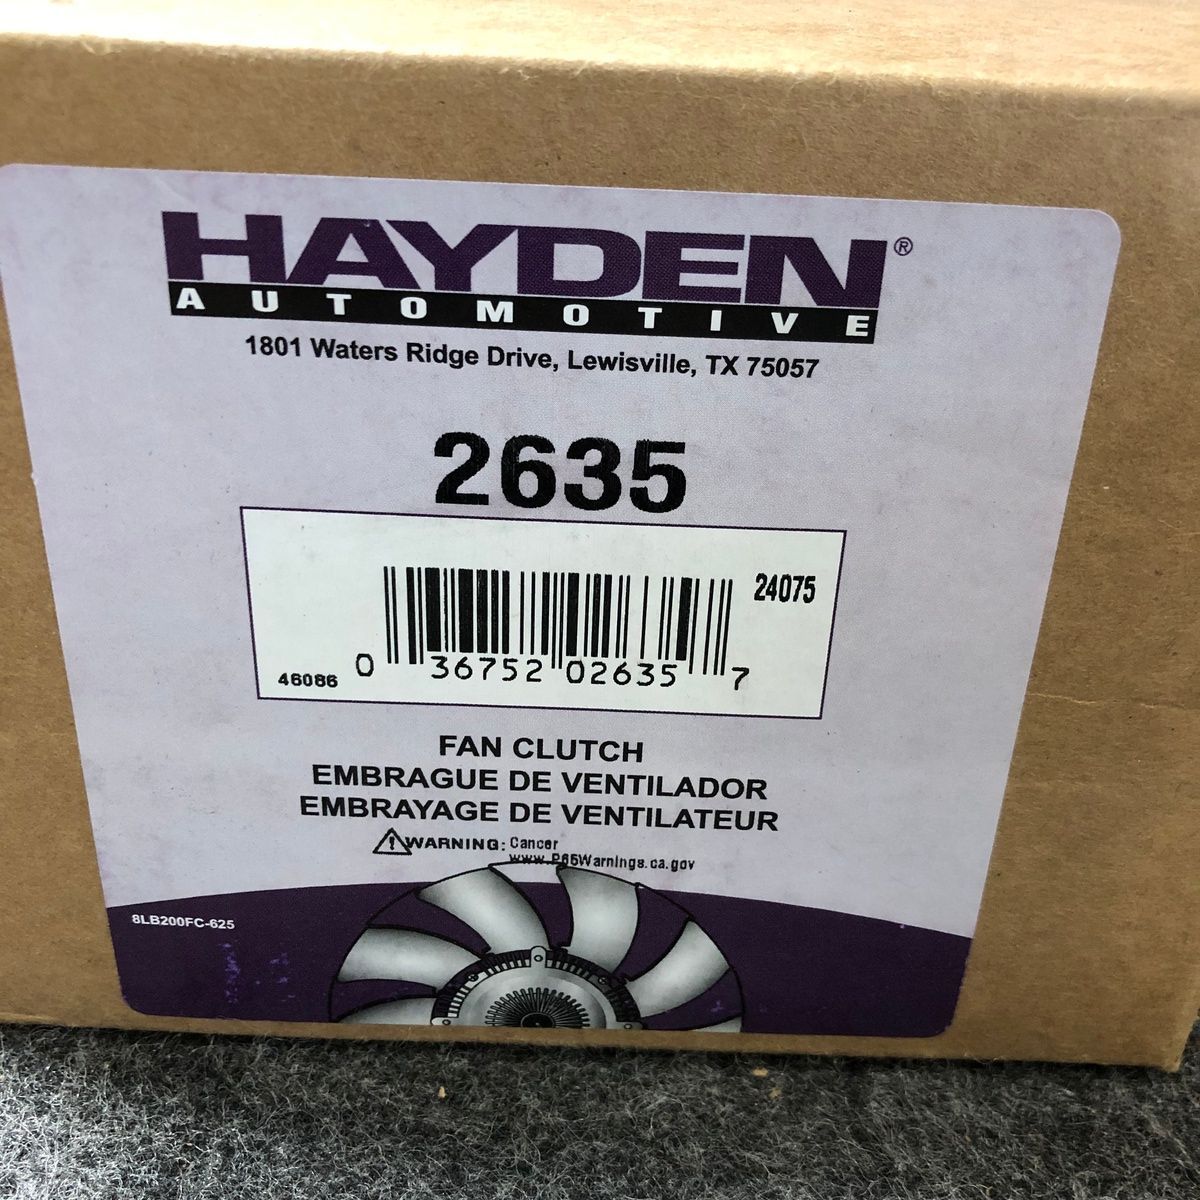 HAYDEN®
AUTOMOTIVE
1801 Waters Ridge Drive, Lewisville, TX 75057
2635
24075
46086 0 36752 02635 7
FAN CLUTCH
EMBRAGUE DE VENTILADOR
EMBRAYAGE DE VENTILATEUR
WARNING: Cancer
www.P65Warnings.ca.gov
8LB200FC-625